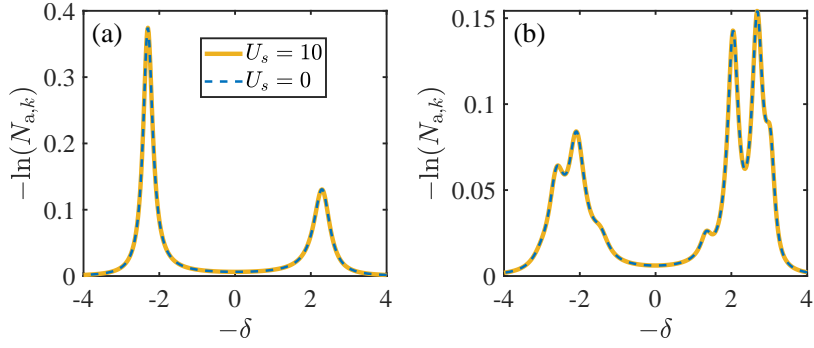 (a)
U_s = 10
U_s = 0
0.4
0.3
0.2
0.1
0
-4
-2
0
2
4
−ln(N_{a,k})
−δ
(b)
0.15
0.1
0.05
0
-4
-2
0
2
4
−ln(N_{a,k})
−δ